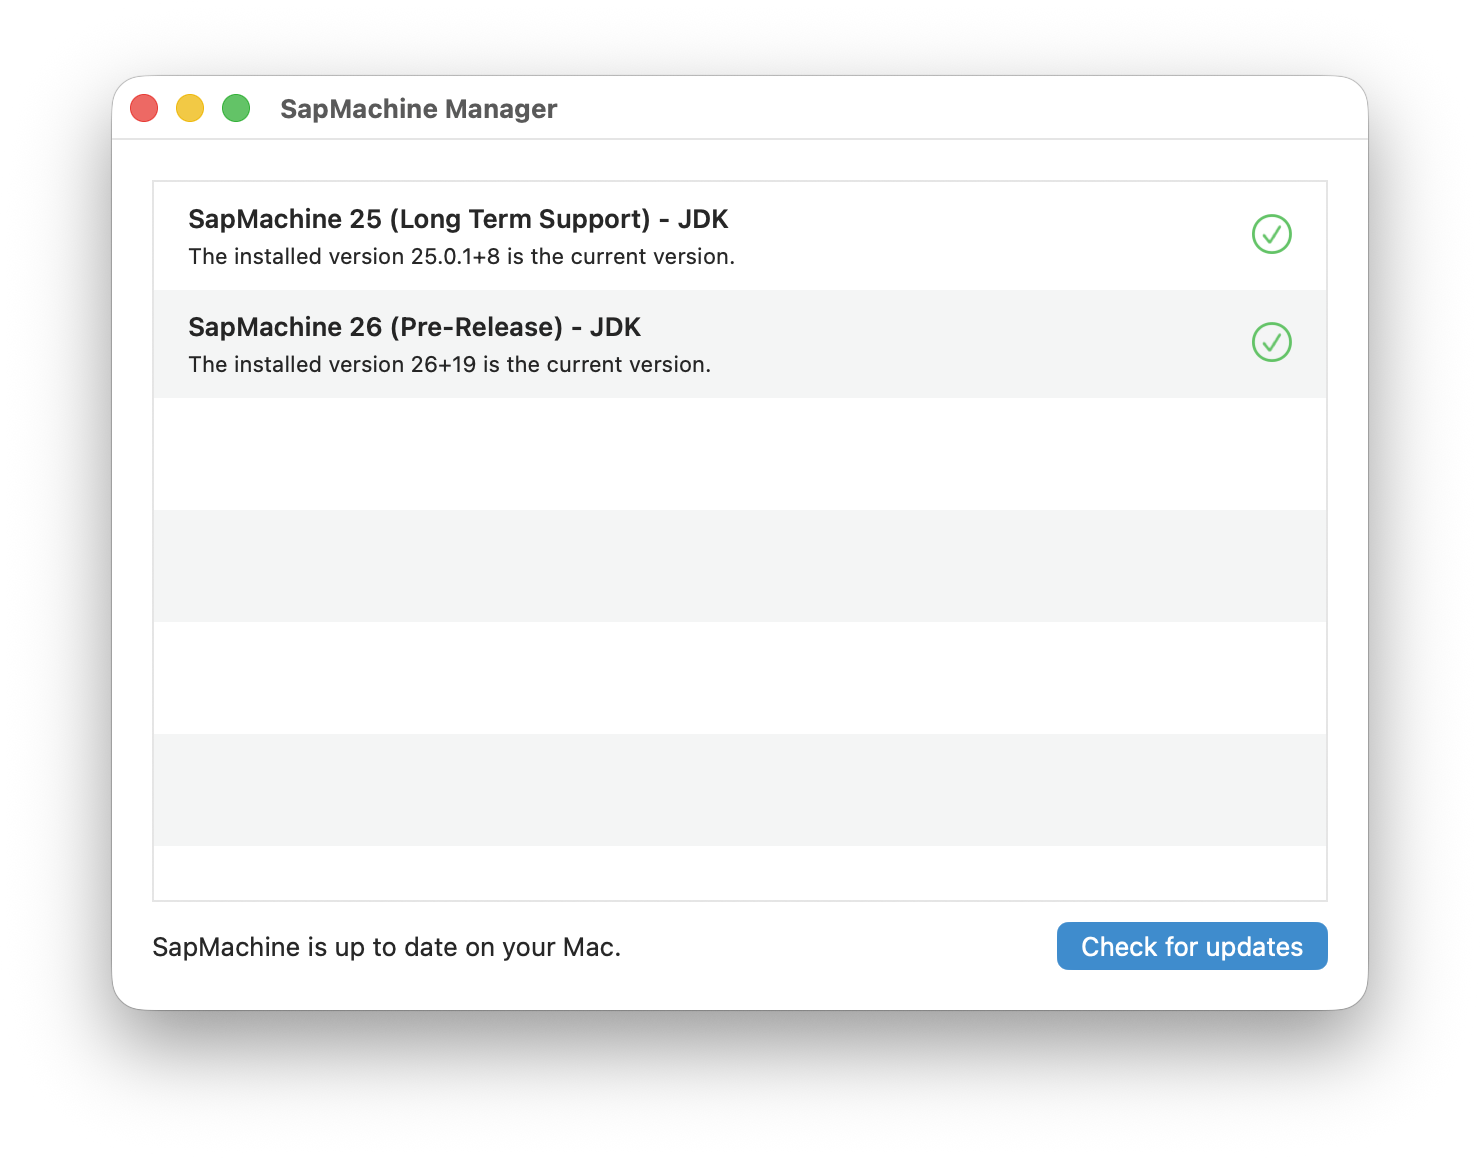 SapMachine Manager
SapMachine 25 (Long Term Support) - JDK
The installed version 25.0.1+8 is the current version.
SapMachine 26 (Pre-Release) - JDK
The installed version 26+19 is the current version.
SapMachine is up to date on your Mac.
Check for updates